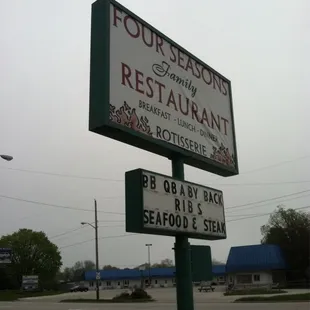 FOUR SEASONS
Family
RESTAURANT
BREAKFAST - LUNCH - DINNER
ROTISSERIE
BB QBABY BACK
RIBS
SEAFOOD & STEAK